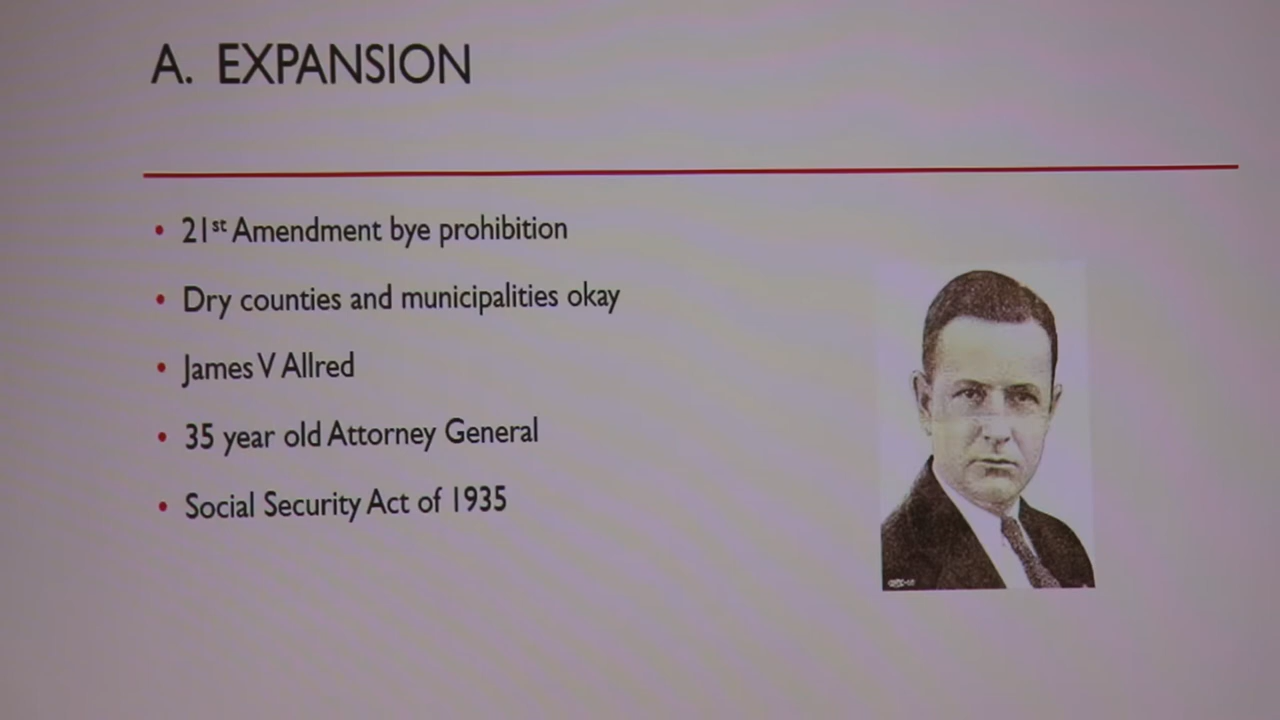 A. EXPANSION
• 21st Amendment bye prohibition
• Dry counties and municipalities okay
• James V Allred
• 35 year old Attorney General
• Social Security Act of 1935